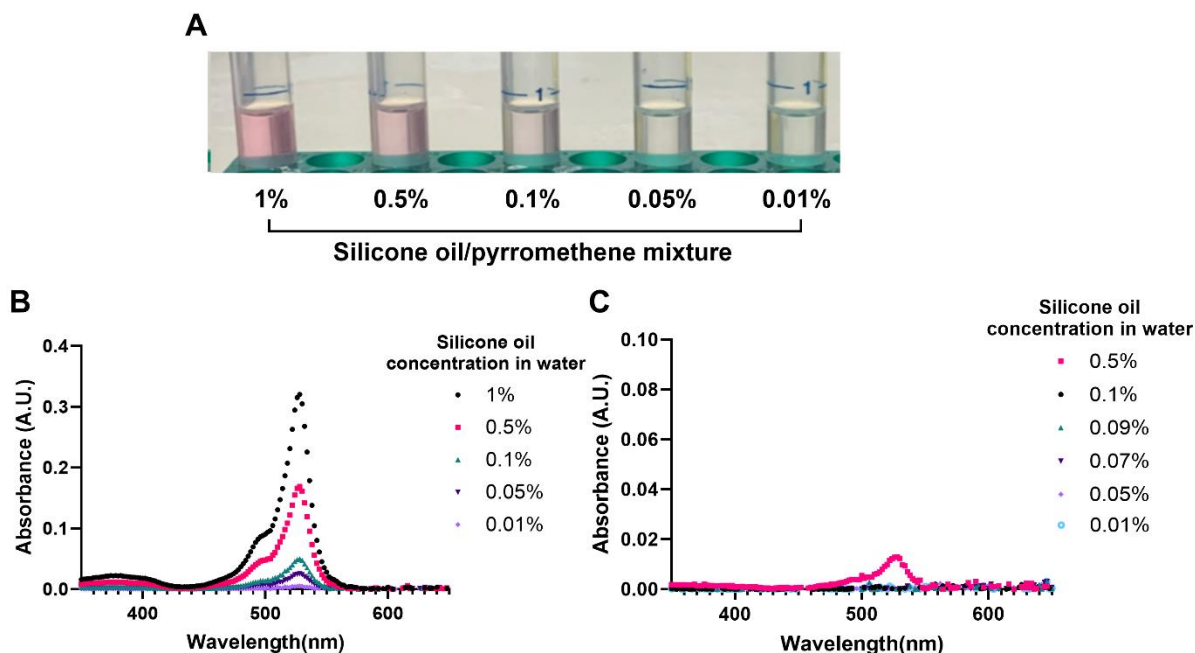 A
1
1
1% 0.5% 0.1% 0.05% 0.01%
Silicone oil/pyrromethene mixture
B
Silicone oil
concentration in water
1%
0.5%
0.1%
0.05%
0.01%
0.4
0.3
0.2
0.1
0.0
Absorbance (A.U.)
400 500 600
Wavelength(nm)
C
Silicone oil
concentration in water
0.5%
0.1%
0.09%
0.07%
0.05%
0.01%
0.10
0.08
0.06
0.04
0.02
0.00
Absorbance (A.U.)
400 500 600
Wavelength(nm)